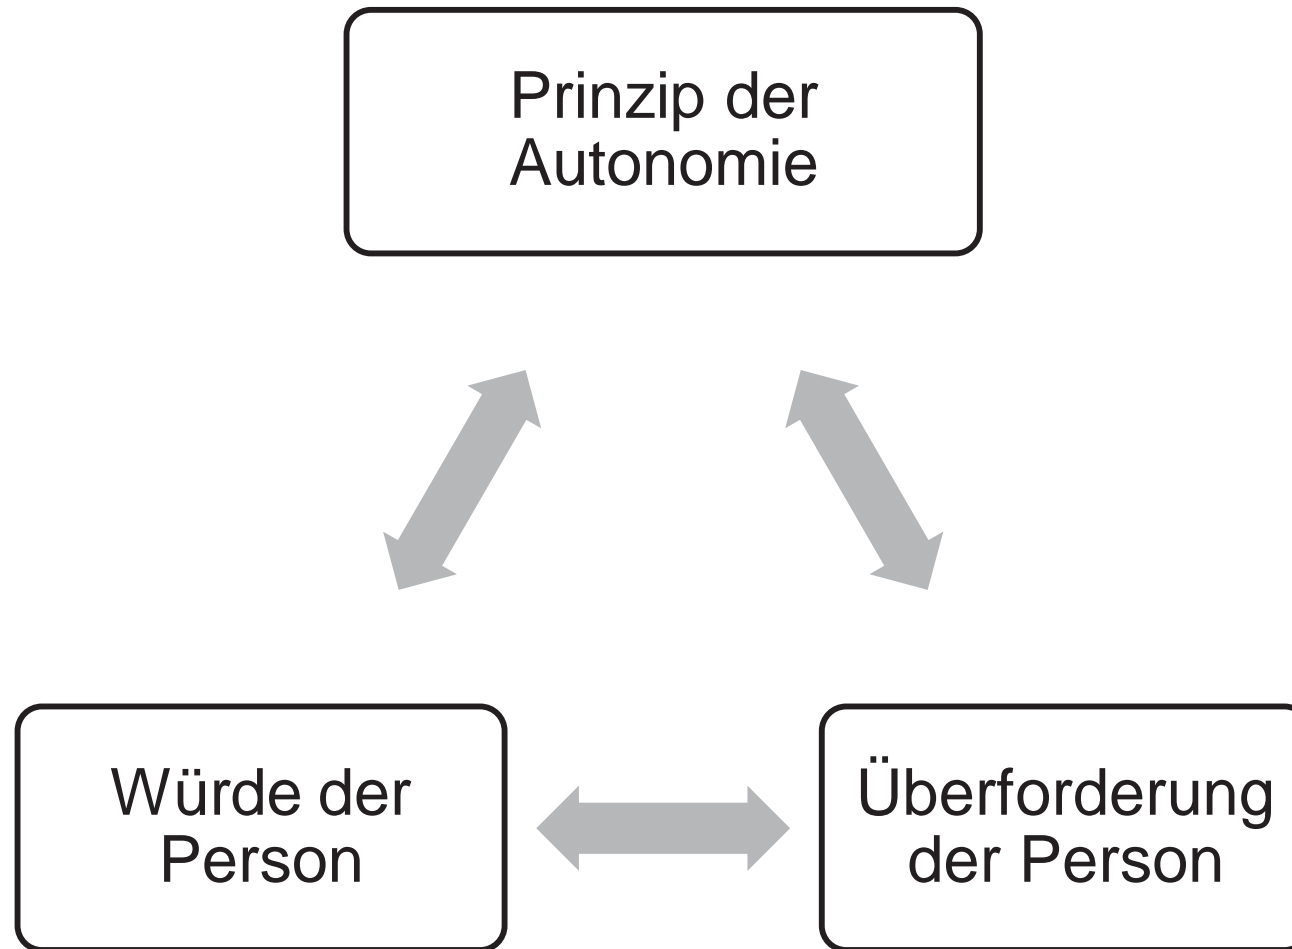 Prinzip der
Autonomie
Würde der
Person
Überforderung
der Person